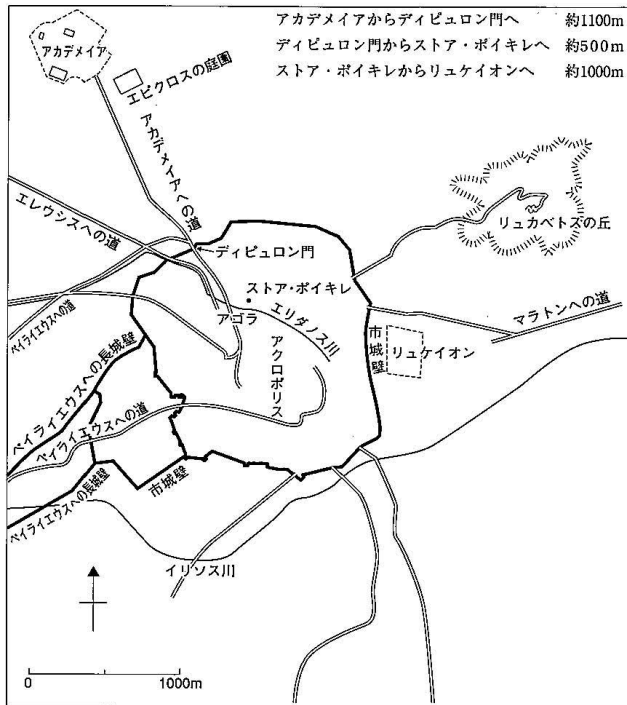 アカデメイアからディピュロン門へ 約1100m
ディピュロン門からストア・ポイキレへ 約500m
ストア・ポイキレからリュケイオンへ 約1000m
アカデメイア
エピクロスの庭園
アカデメイアへの道
エレウシスへの道
リュカベトスの丘
ディピュロン門
ストア・ポイキレ
アゴラ
エリダノス川
マラトンへの道
ペイライエウスへの道
市城壁
リュケイオン
アクロポリス
ペイライエウスへの長城壁
ペイライエウスへの道
ペイライエウスへの長城壁
市城壁
イリソス川
0 1000m